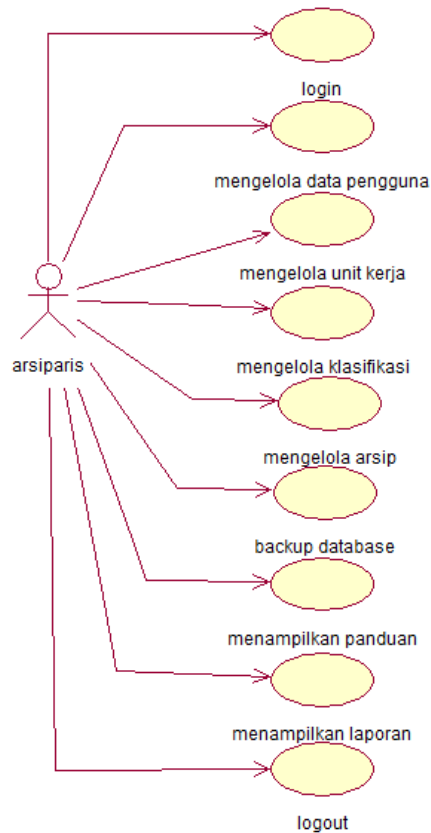 login
mengelola data pengguna
mengelola unit kerja
arsiparis
mengelola klasifikasi
mengelola arsip
backup database
menampilkan panduan
menampilkan laporan
logout